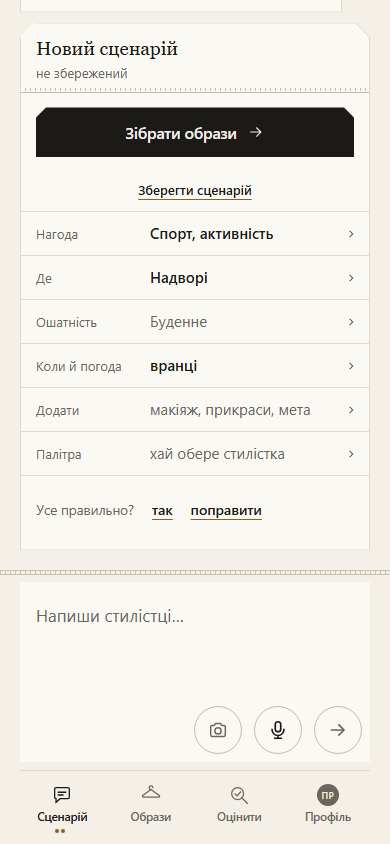 Новий сценарій
не збережений
Зібрати образи →
Зберегти сценарій
Нагода Спорт, активність
Де Надворі
Ошатність Буденне
Коли й погода вранці
Додати макіяж, прикраси, мета
Палітра хай обере стилістка
Усе правильно? так поправити
Напиши стилістці...
ПР
Сценарій Образи Оцінити Профіль